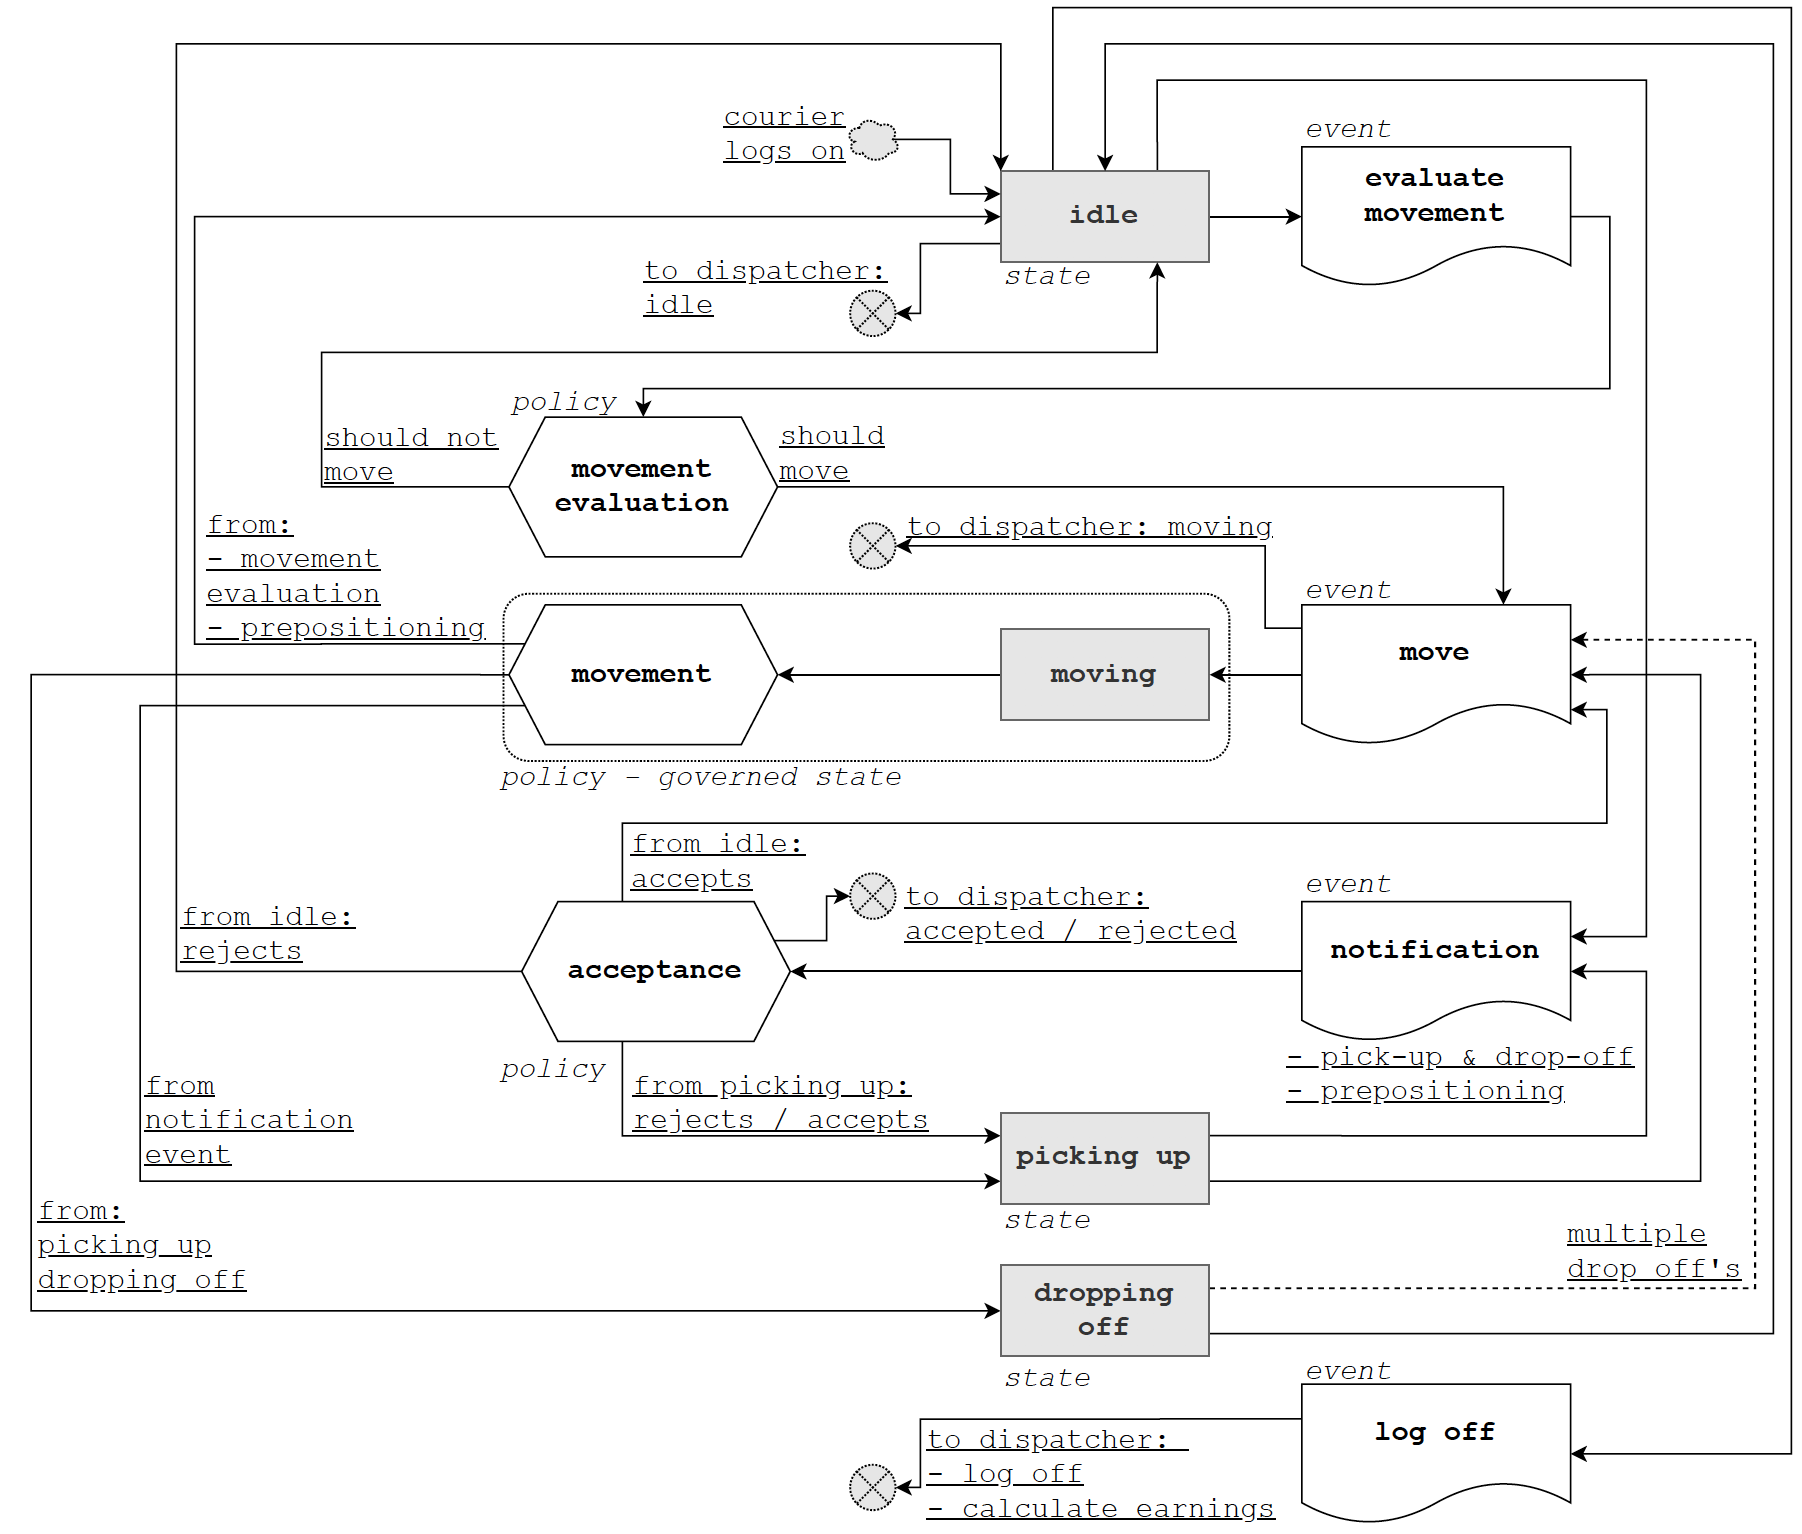 courier
logs on
event
evaluate
movement
idle
to dispatcher:
idle
state
policy
should not
move
should
move
movement
evaluation
from:
- movement
evaluation
- prepositioning
to dispatcher: moving
event
move
movement
moving
policy - governed state
from idle:
accepts
from idle:
rejects
to dispatcher:
accepted / rejected
event
notification
acceptance
- pick-up & drop-off
- prepositioning
policy
from picking up:
rejects / accepts
from
notification
event
picking up
state
from:
picking up
dropping off
multiple
drop off's
dropping
off
state
event
log off
to dispatcher:
- log off
- calculate earnings